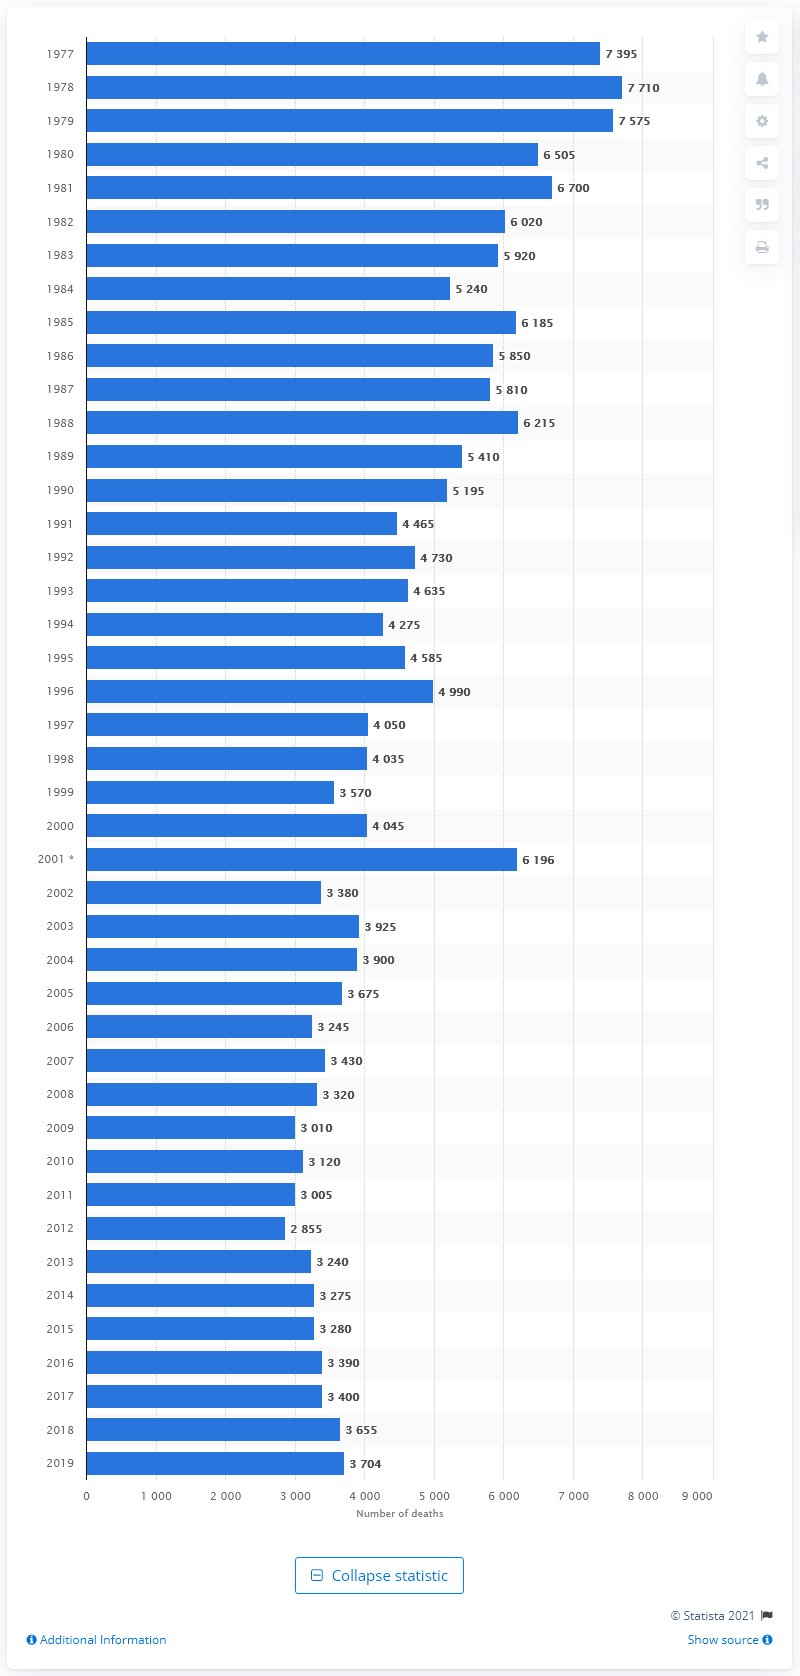 1977 7 395
1978 7 710
1979 7 575
1980 6 505
1981 6 700
1982 6 020
1983 5 920
1984 5 240
1985 6 185
1986 5 850
1987 5 810
1988 6 215
1989 5 410
1990 5 195
1991 4 465
1992 4 730
1993 4 635
1994 4 275
1995 4 585
1996 4 990
1997 4 050
1998 4 035
1999 3 570
2000 4 045
2001 * 6 196
2002 3 380
2003 3 925
2004 3 900
2005 3 675
2006 3 245
2007 3 430
2008 3 320
2009 3 010
2010 3 120
2011 3 005
2012 2 855
2013 3 240
2014 3 275
2015 3 280
2016 3 390
2017 3 400
2018 3 655
2019 3 704
0 1 000 2 000 3 000 4 000 5 000 6 000 7 000 8 000 9 000
Number of deaths
Collapse statistic
© Statista 2021
Additional Information Show source